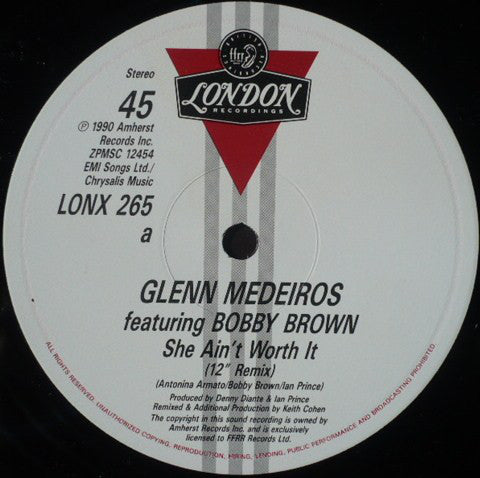 ffrr
LONDON
RECORDINGS
Stereo
45
℗ 1990 Amherst
Records Inc.
ZPMSC 12454
EMI Songs Ltd./
Chrysalis Music
LONX 265
a
GLENN MEDEIROS
featuring BOBBY BROWN
She Ain't Worth It
(12" Remix)
(Antonina Armato/Bobby Brown/Ian Prince)
Produced by Denny Diante & Ian Prince
Remixed & Additional Production by Keith Cohen
The copyright in this sound recording is owned by
Amherst Records Inc. and is exclusively
licensed to FFRR Records Ltd.
ALL RIGHTS RESERVED. UNAUTHORIZED COPYING, REPRODUCTION, HIRING, LENDING, PUBLIC PERFORMANCE AND BROADCASTING PROHIBITED